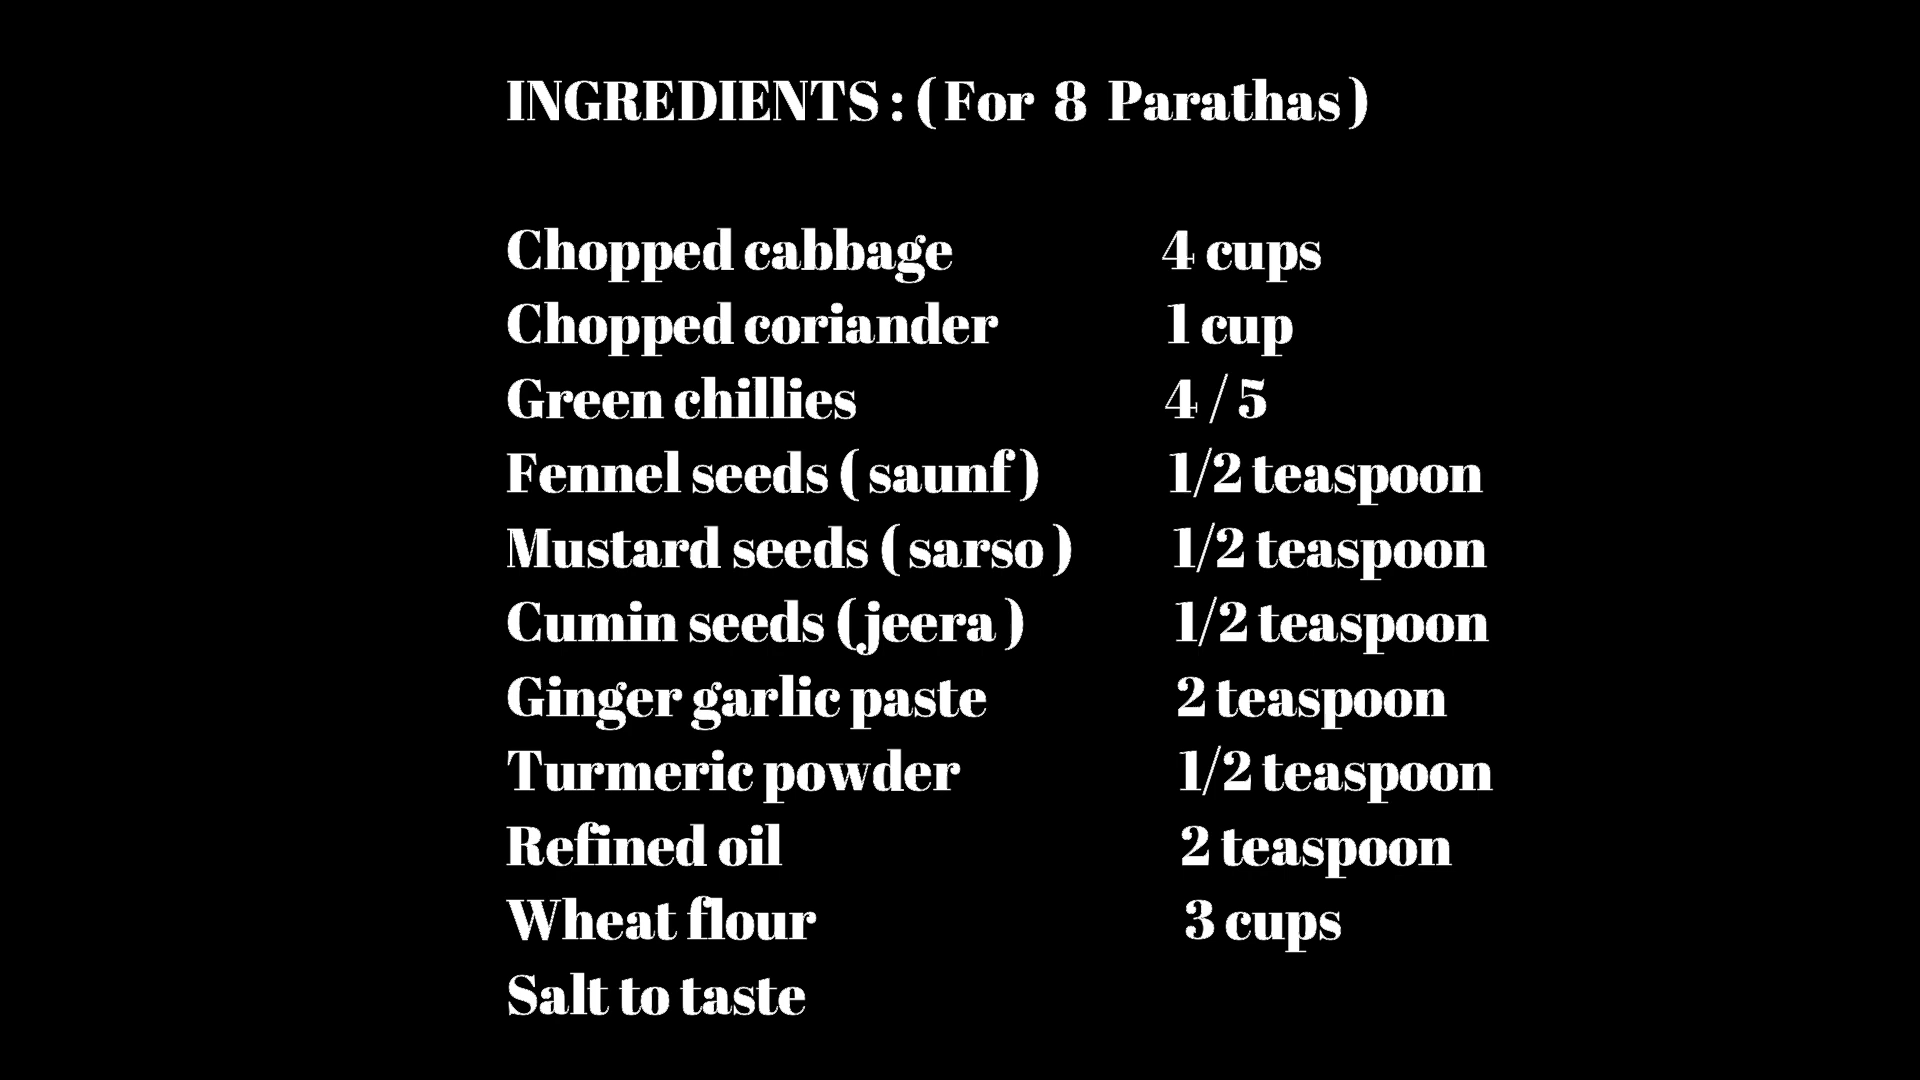 INGREDIENTS : ( For 8 Parathas )
Chopped cabbage 4 cups
Chopped coriander 1 cup
Green chillies 4 / 5
Fennel seeds ( saunf ) 1/2 teaspoon
Mustard seeds ( sarso ) 1/2 teaspoon
Cumin seeds (jeera ) 1/2 teaspoon
Ginger garlic paste 2 teaspoon
Turmeric powder 1/2 teaspoon
Refined oil 2 teaspoon
Wheat flour 3 cups
Salt to taste